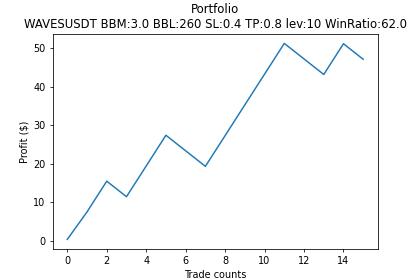 Portfolio
WAVESUSDT BBM:3.0 BBL:260 SL:0.4 TP:0.8 lev:10 WinRatio:62.0
50
40
30
20
10
0
Profit ($)
0 2 4 6 8 10 12 14
Trade counts